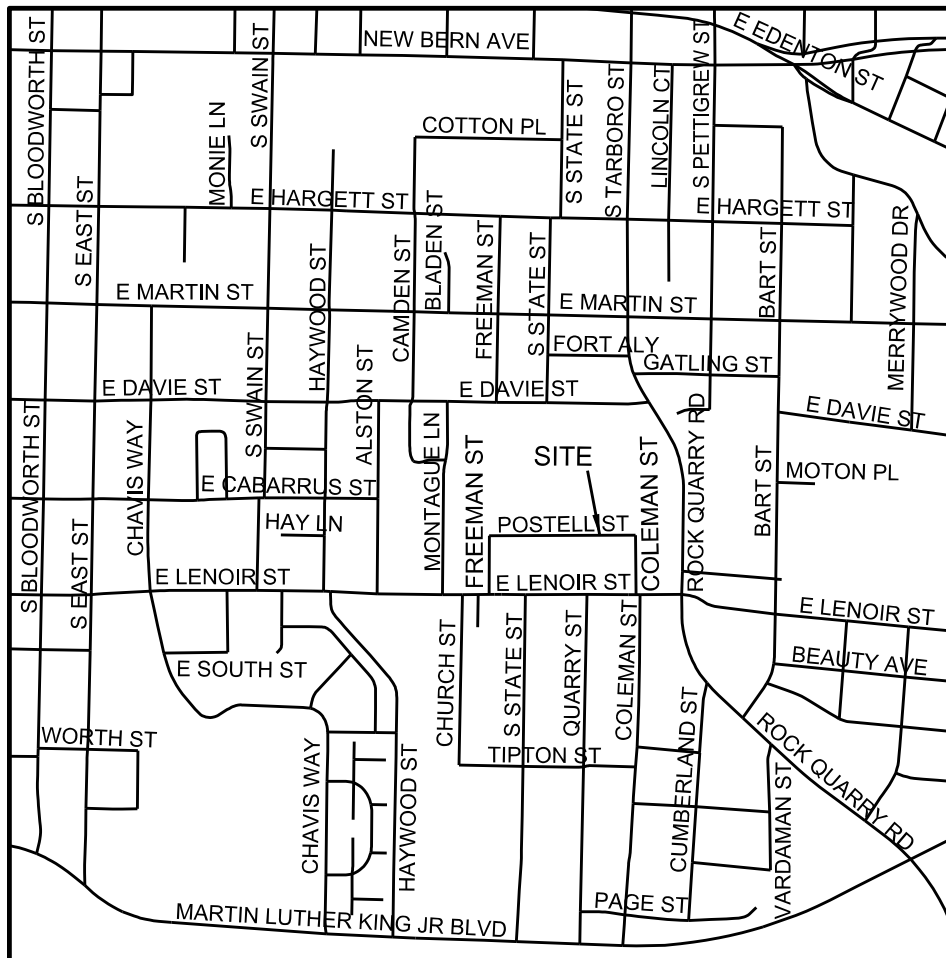 S BLOODWORTH ST
S SWAIN ST
NEW BERN AVE
S PETTIGREW ST
E EDENTON ST
MONIE LN
COTTON PL
S STATE ST
S TARBORO ST
LINCOLN CT
S EAST ST
E HARGETT ST
E HARGETT ST
HAYWOOD ST
CAMDEN ST
BLADEN ST
FREEMAN ST
S STATE ST
BART ST
MERRYWOOD DR
E MARTIN ST
E MARTIN ST
FORT ALY
GATLING ST
S SWAIN ST
ALSTON ST
E DAVIE ST
E DAVIE ST
E DAVIE ST
S BLOODWORTH ST
CHAVIS WAY
MONTAGUE LN
FREEMAN ST
SITE
COLEMAN ST
ROCK QUARRY RD
BART ST
MOTON PL
E CABARRUS ST
HAY LN
POSTELL ST
S EAST ST
E LENOIR ST
E LENOIR ST
E LENOIR ST
CHURCH ST
S STATE ST
QUARRY ST
COLEMAN ST
E SOUTH ST
BEAUTY AVE
WORTH ST
TIPTON ST
CUMBERLAND ST
ROCK QUARRY RD
CHAVIS WAY
HAYWOOD ST
VARDAMAN ST
PAGE ST
MARTIN LUTHER KING JR BLVD